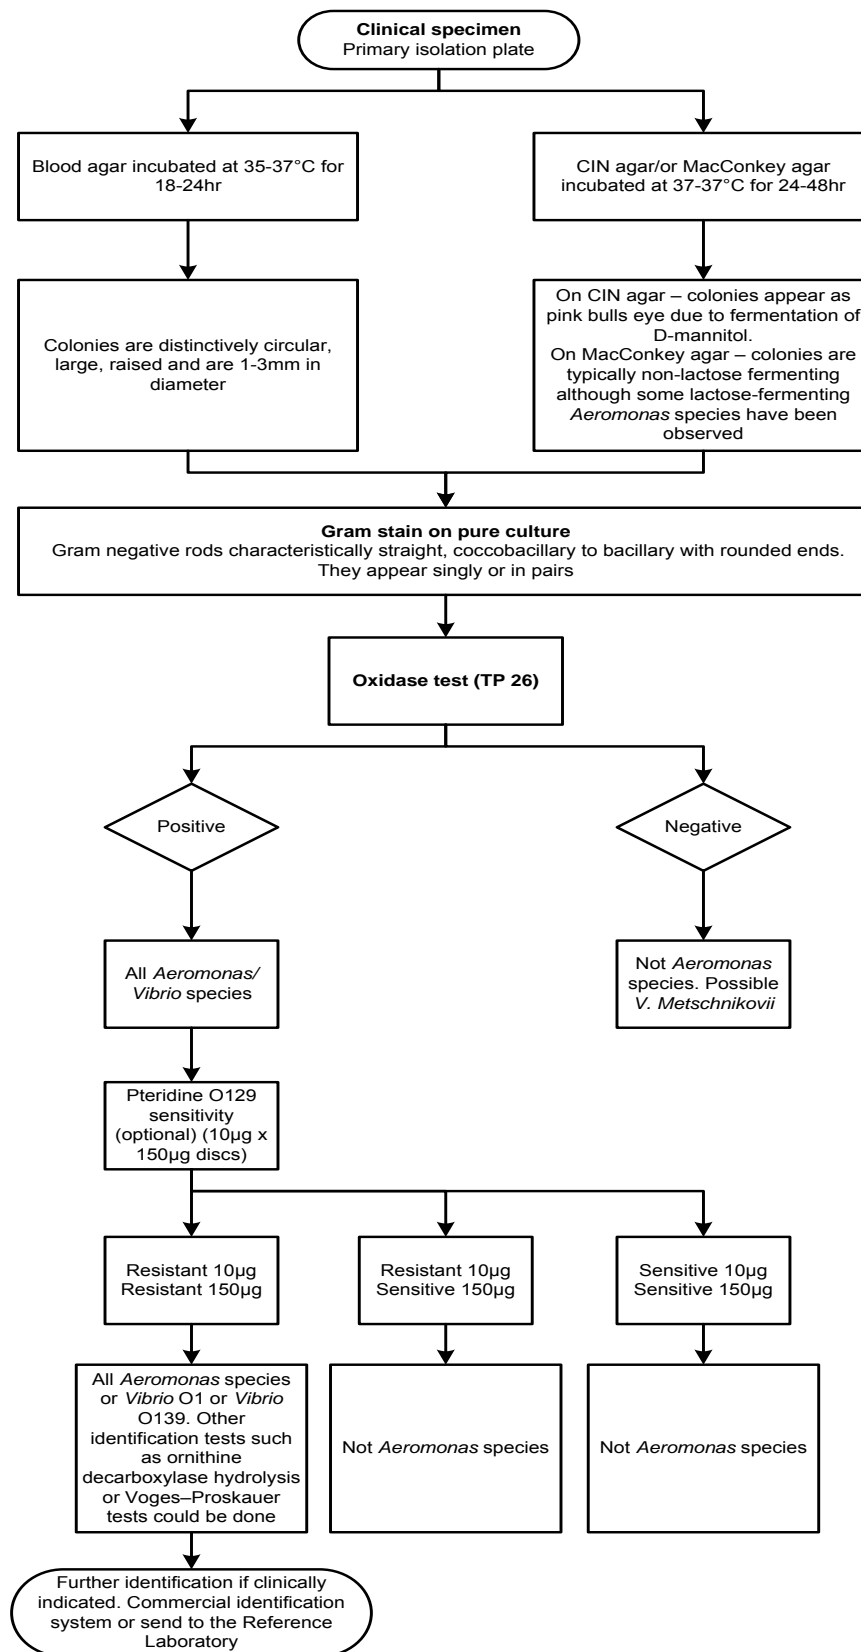 Clinical specimen
Primary isolation plate
Blood agar incubated at 35-37°C for
18-24hr
CIN agar/or MacConkey agar
incubated at 37-37°C for 24-48hr
Colonies are distinctively circular,
large, raised and are 1-3mm in
diameter
On CIN agar – colonies appear as
pink bulls eye due to fermentation of
D-mannitol.
On MacConkey agar – colonies are
typically non-lactose fermenting
although some lactose-fermenting
Aeromonas species have been
observed
Gram stain on pure culture
Gram negative rods characteristically straight, coccobacillary to bacillary with rounded ends.
They appear singly or in pairs
Oxidase test (TP 26)
Positive
Negative
All Aeromonas/
Vibrio species
Not Aeromonas
species. Possible
V. Metschnikovii
Pteridine O129
sensitivity
(optional) (10µg x
150µg discs)
Resistant 10µg
Resistant 150µg
Resistant 10µg
Sensitive 150µg
Sensitive 10µg
Sensitive 150µg
All Aeromonas species
or Vibrio O1 or Vibrio
O139. Other
identification tests such
as ornithine
decarboxylase hydrolysis
or Voges–Proskauer
tests could be done
Not Aeromonas species
Not Aeromonas species
Further identification if clinically
indicated. Commercial identification
system or send to the Reference
Laboratory